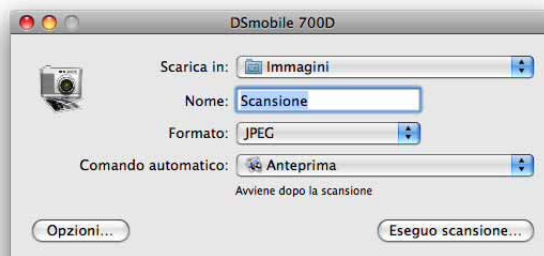 DSmobile 700D
Scarica in: Immagini
Nome: Scansione
Formato: JPEG
Comando automatico: Anteprima
Avviene dopo la scansione
Opzioni... Eseguo scansione...